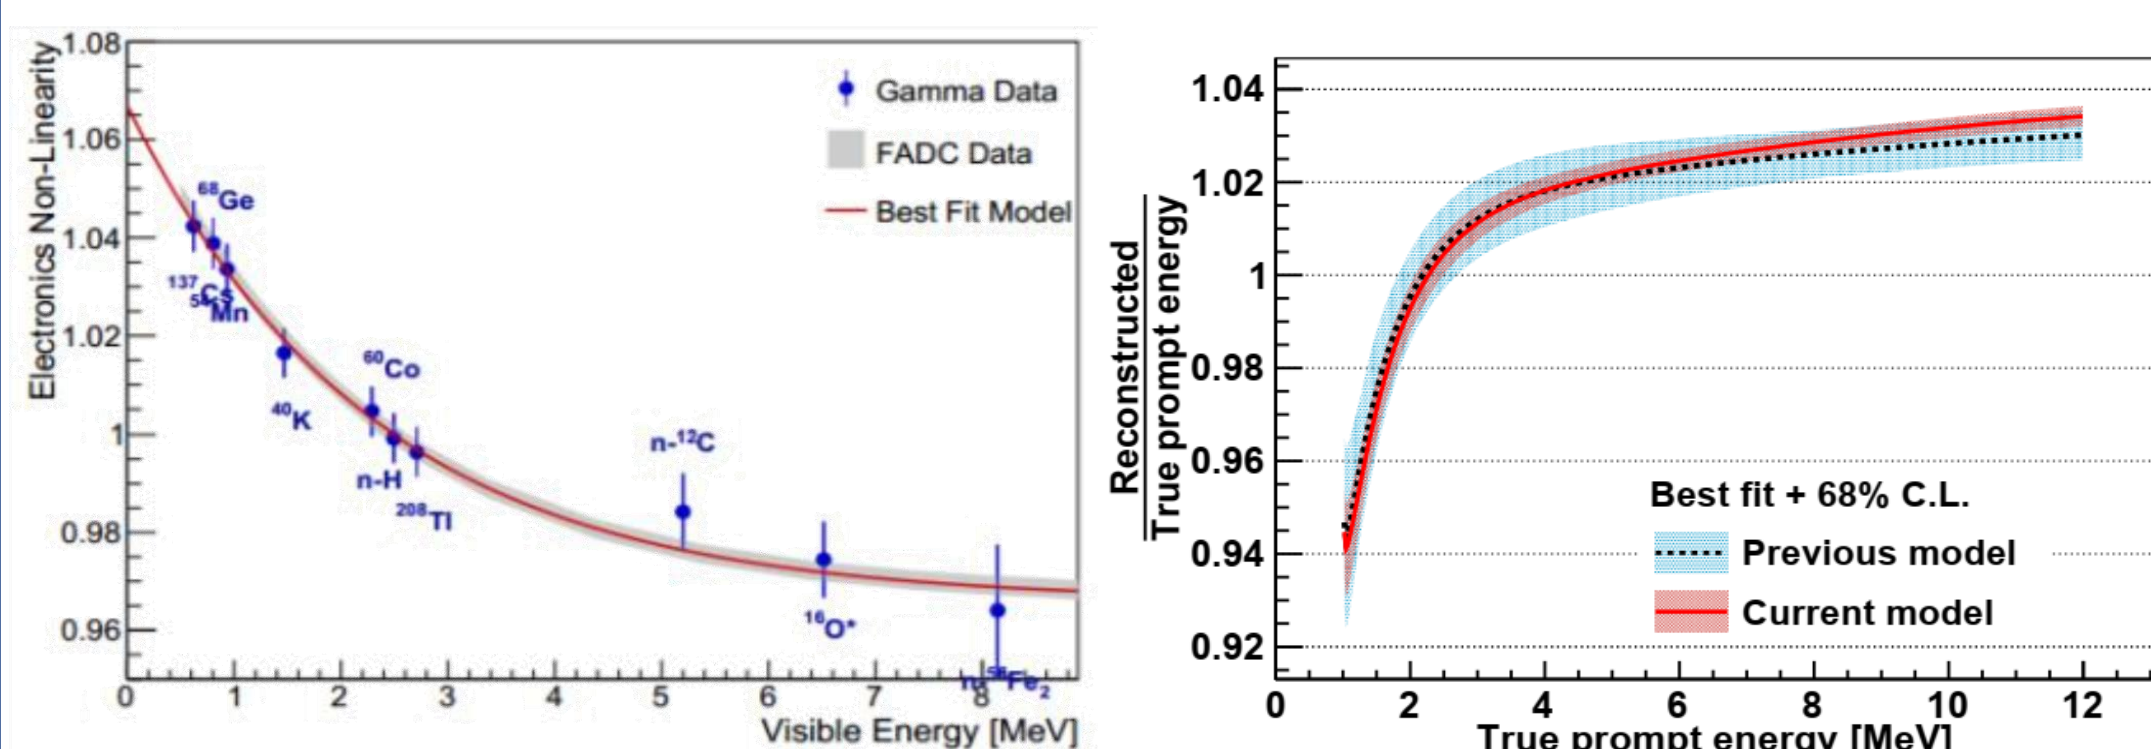 Electronics Non-Linearity
1.08
1.06
1.04
1.02
1
0.98
0.96
0 1 2 3 4 5 6 7 8
Visible Energy [MeV]
Gamma Data
FADC Data
Best Fit Model
68Ge
137Cs
54Mn
40K
60Co
n-H
208Tl
n-12C
16O*
Reconstructed
True prompt energy
1.04
1.02
1
0.98
0.96
0.94
0.92
Best fit + 68% C.L.
Previous model
Current model
0 2 4 6 8 10 12
True prompt energy [MeV]